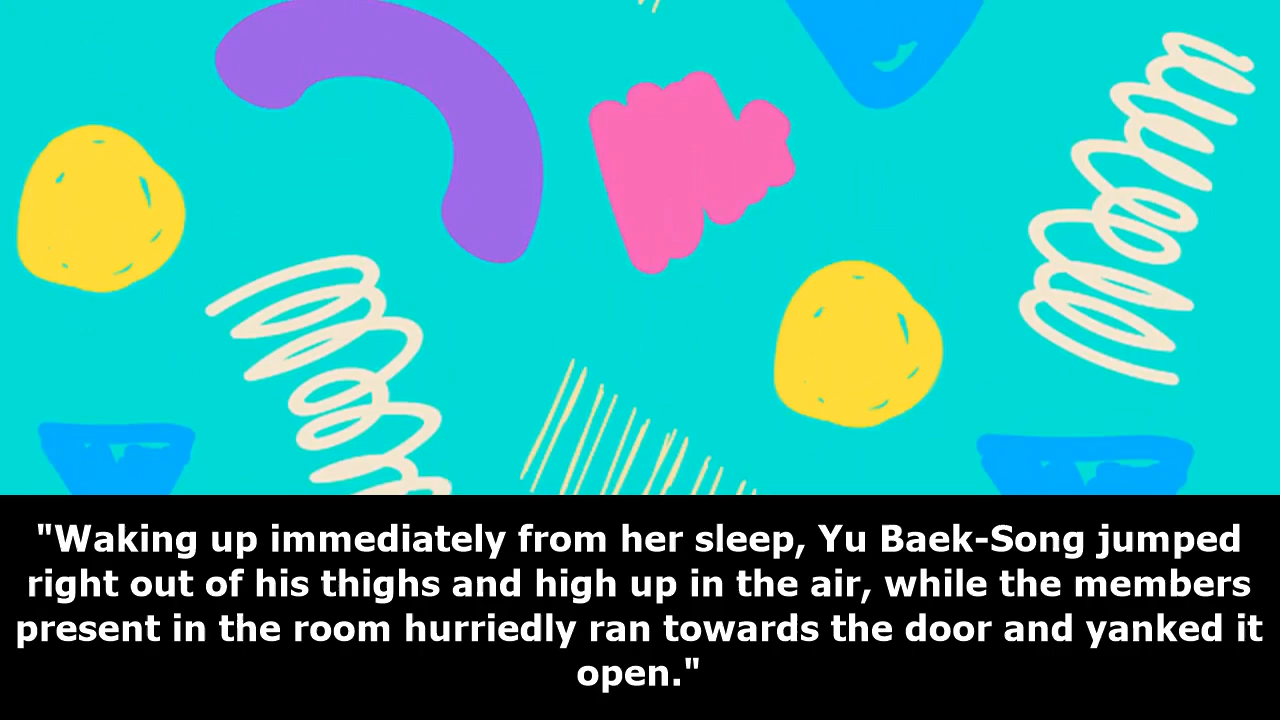 "Waking up immediately from her sleep, Yu Baek-Song jumped
right out of his thighs and high up in the air, while the members
present in the room hurriedly ran towards the door and yanked it
open."